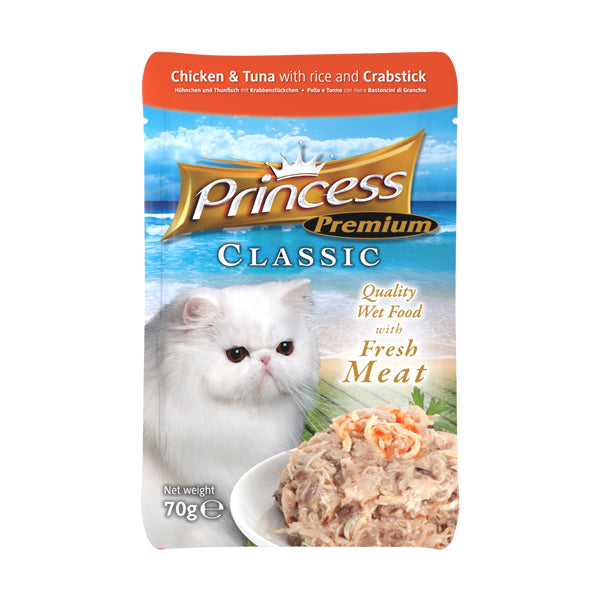 Chicken & Tuna with rice and Crabstick
Hühnchen und Thunfisch mit Krabbenstückchen • Pollo e Tonno con riso e Bastoncini di Granchio
Princess
Premium
CLASSIC
Quality
Wet Food
with
Fresh
Meat
Net weight
70g ℮